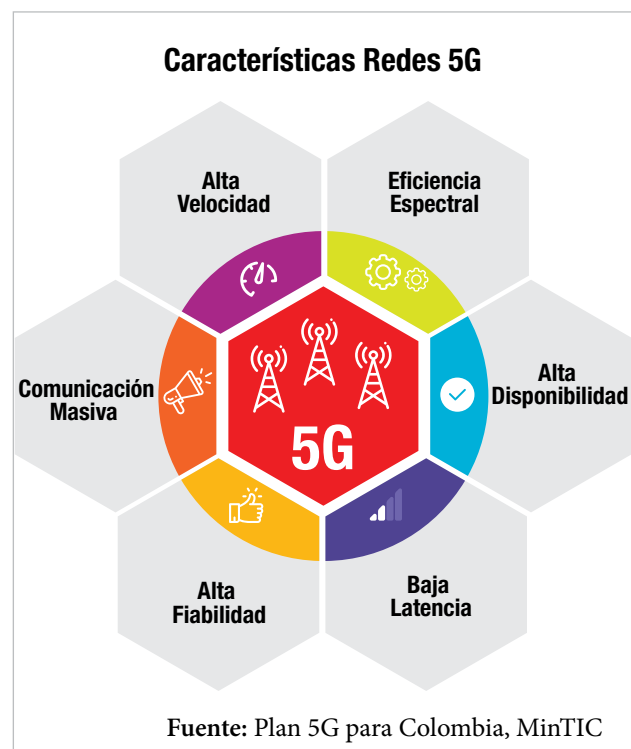 Características Redes 5G
Alta
Velocidad
Eficiencia
Espectral
Comunicación
Masiva
Alta
Disponibilidad
5G
Alta
Fiabilidad
Baja
Latencia
Fuente: Plan 5G para Colombia, MinTIC